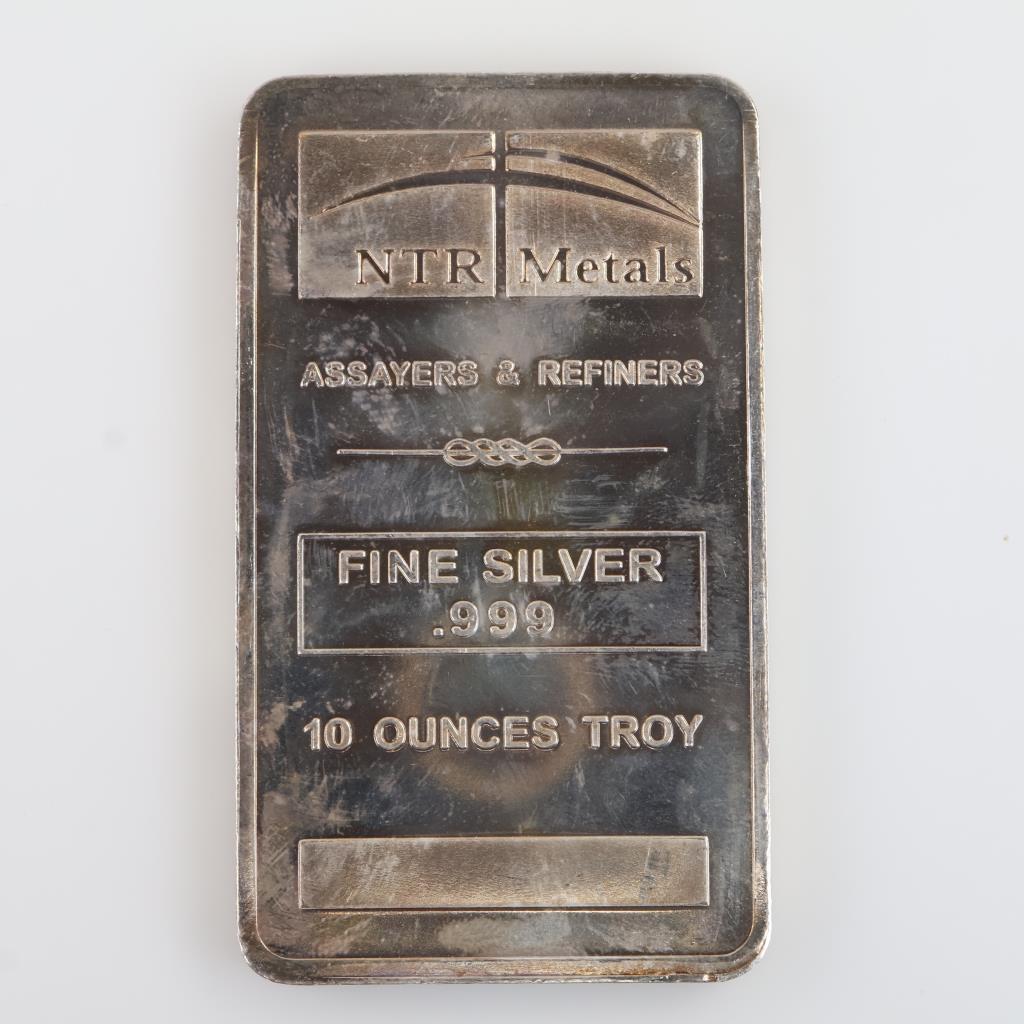 NTR Metals
ASSAYERS & REFINERS
FINE SILVER
.999
10 OUNCES TROY